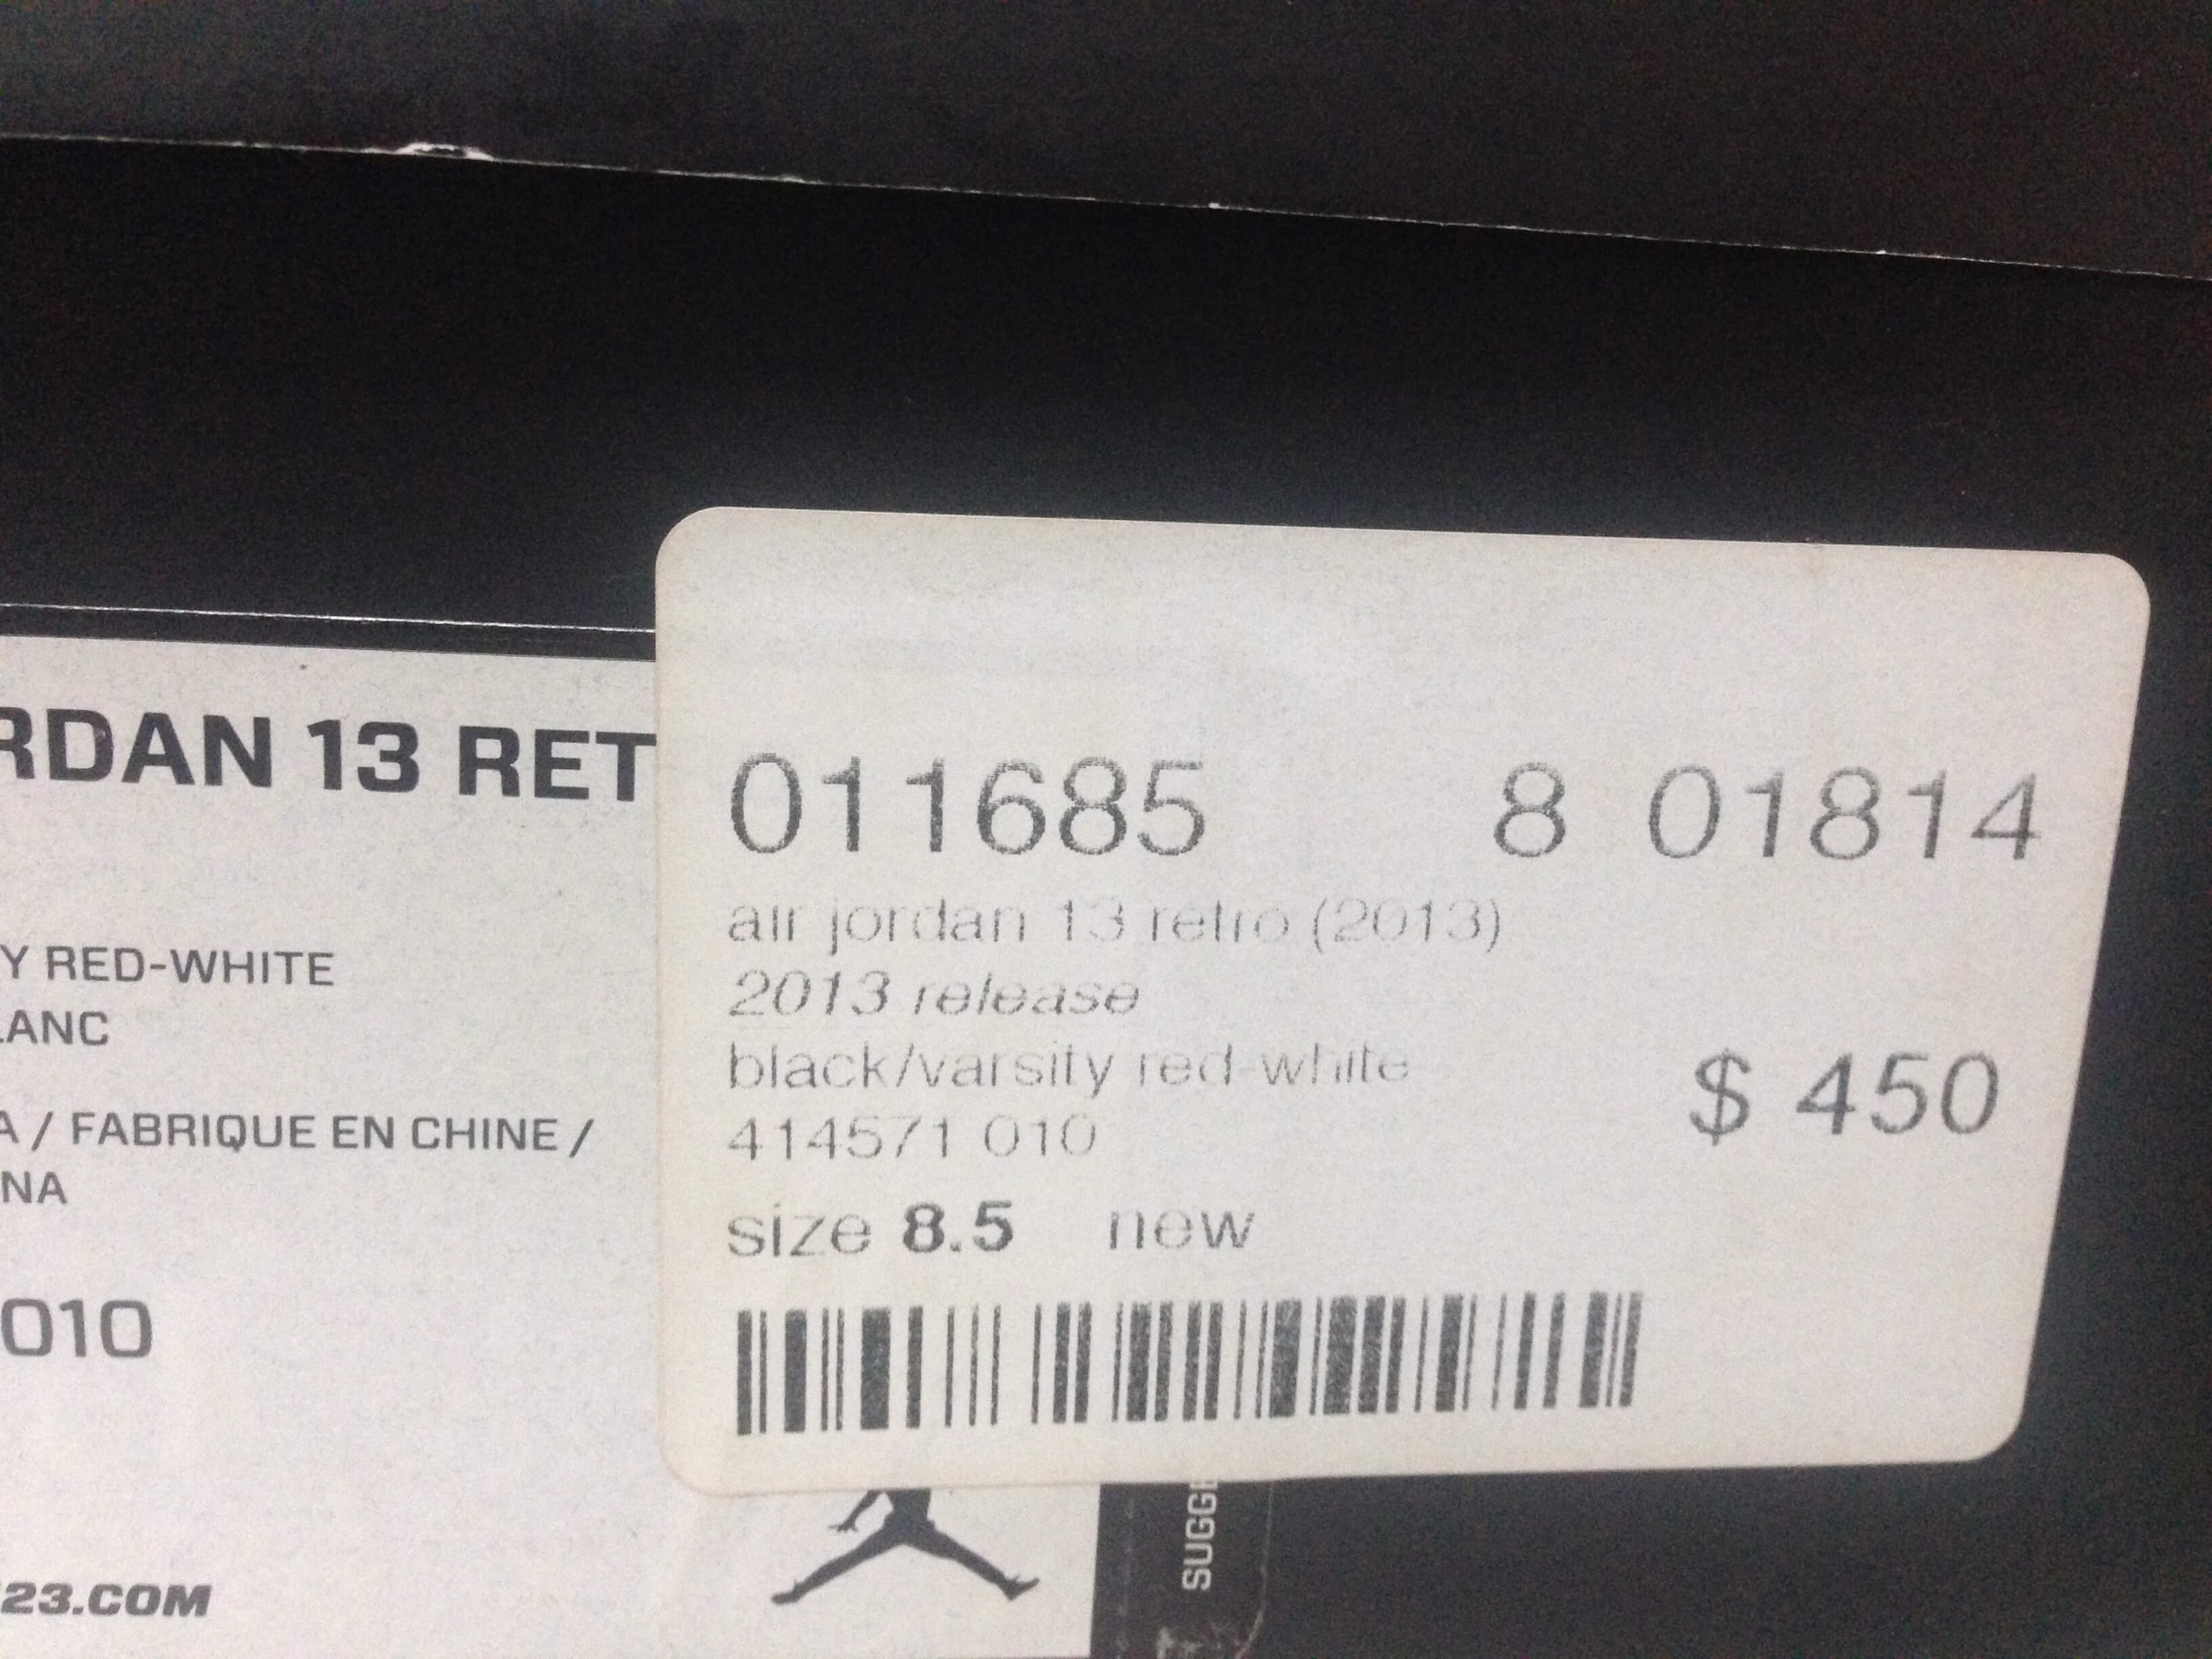 RDAN 13 RET
Y RED-WHITE
LANC
A / FABRIQUE EN CHINE /
NA
010
23.COM
011685 8 01814
air jordan 13 retro (2013)
2013 release
black/varsity red-white
$ 450
414571 010
size 8.5 new
SUGGE